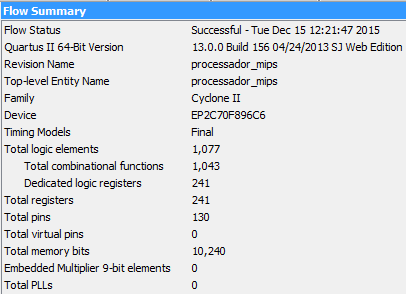 Flow Summary
Flow Status Successful - Tue Dec 15 12:21:47 2015
Quartus II 64-Bit Version 13.0.0 Build 156 04/24/2013 SJ Web Edition
Revision Name processador_mips
Top-level Entity Name processador_mips
Family Cyclone II
Device EP2C70F896C6
Timing Models Final
Total logic elements 1,077
Total combinational functions 1,043
Dedicated logic registers 241
Total registers 241
Total pins 130
Total virtual pins 0
Total memory bits 10,240
Embedded Multiplier 9-bit elements 0
Total PLLs 0